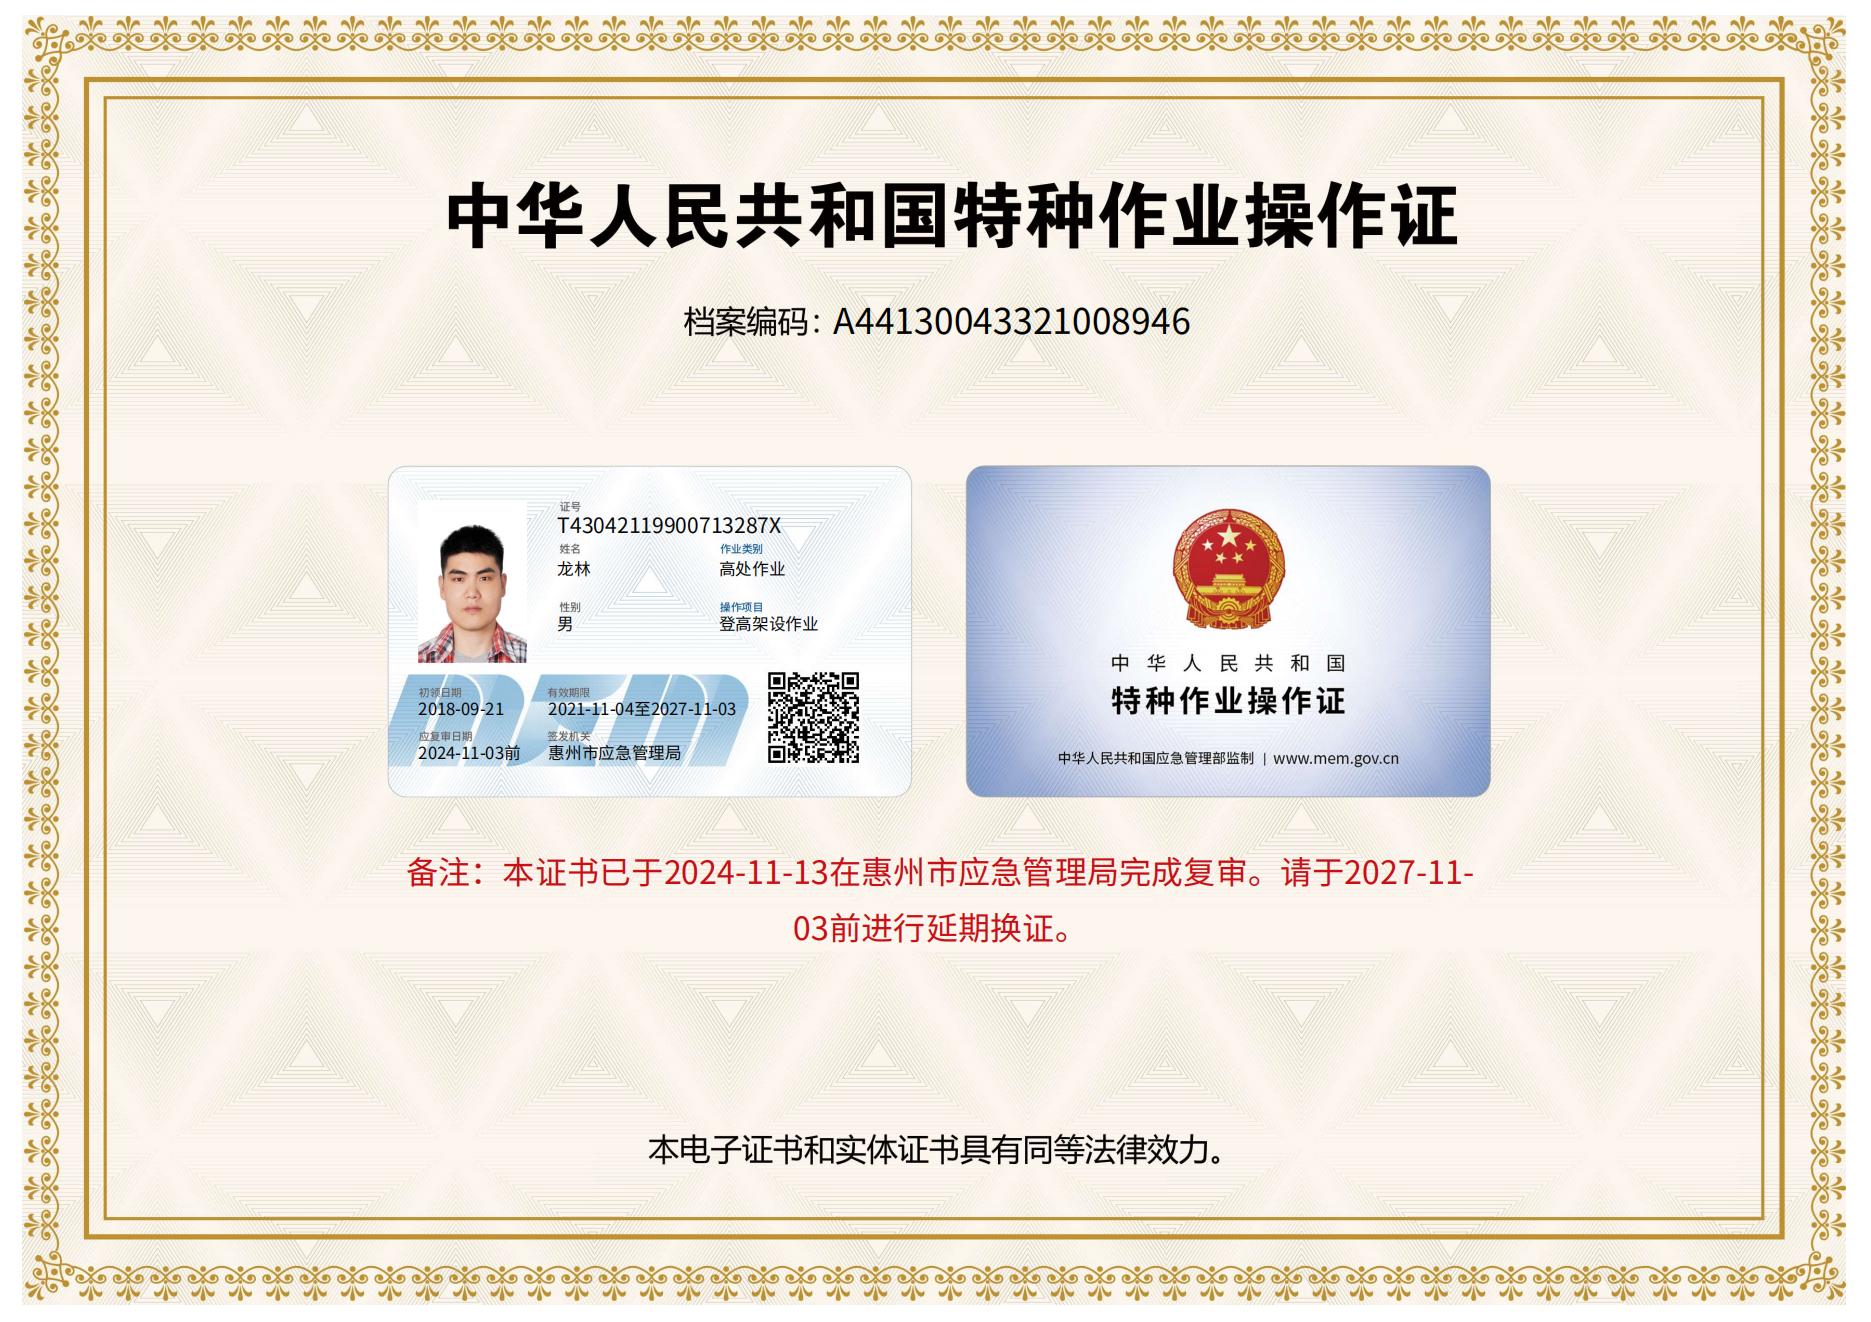 中华人民共和国特种作业操作证
档案编码：A44130043321008946
证号
T43042119900713287X
姓名 作业类别
龙林 高处作业
性别 操作项目
男 登高架设作业
初领日期 有效期限
2018-09-21 2021-11-04至2027-11-03
应复审日期 签发机关
2024-11-03前 惠州市应急管理局
中华人民共和国
特种作业操作证
中华人民共和国应急管理部监制 | www.mem.gov.cn
备注：本证书已于2024-11-13在惠州市应急管理局完成复审。请于2027-11-
03前进行延期换证。
本电子证书和实体证书具有同等法律效力。